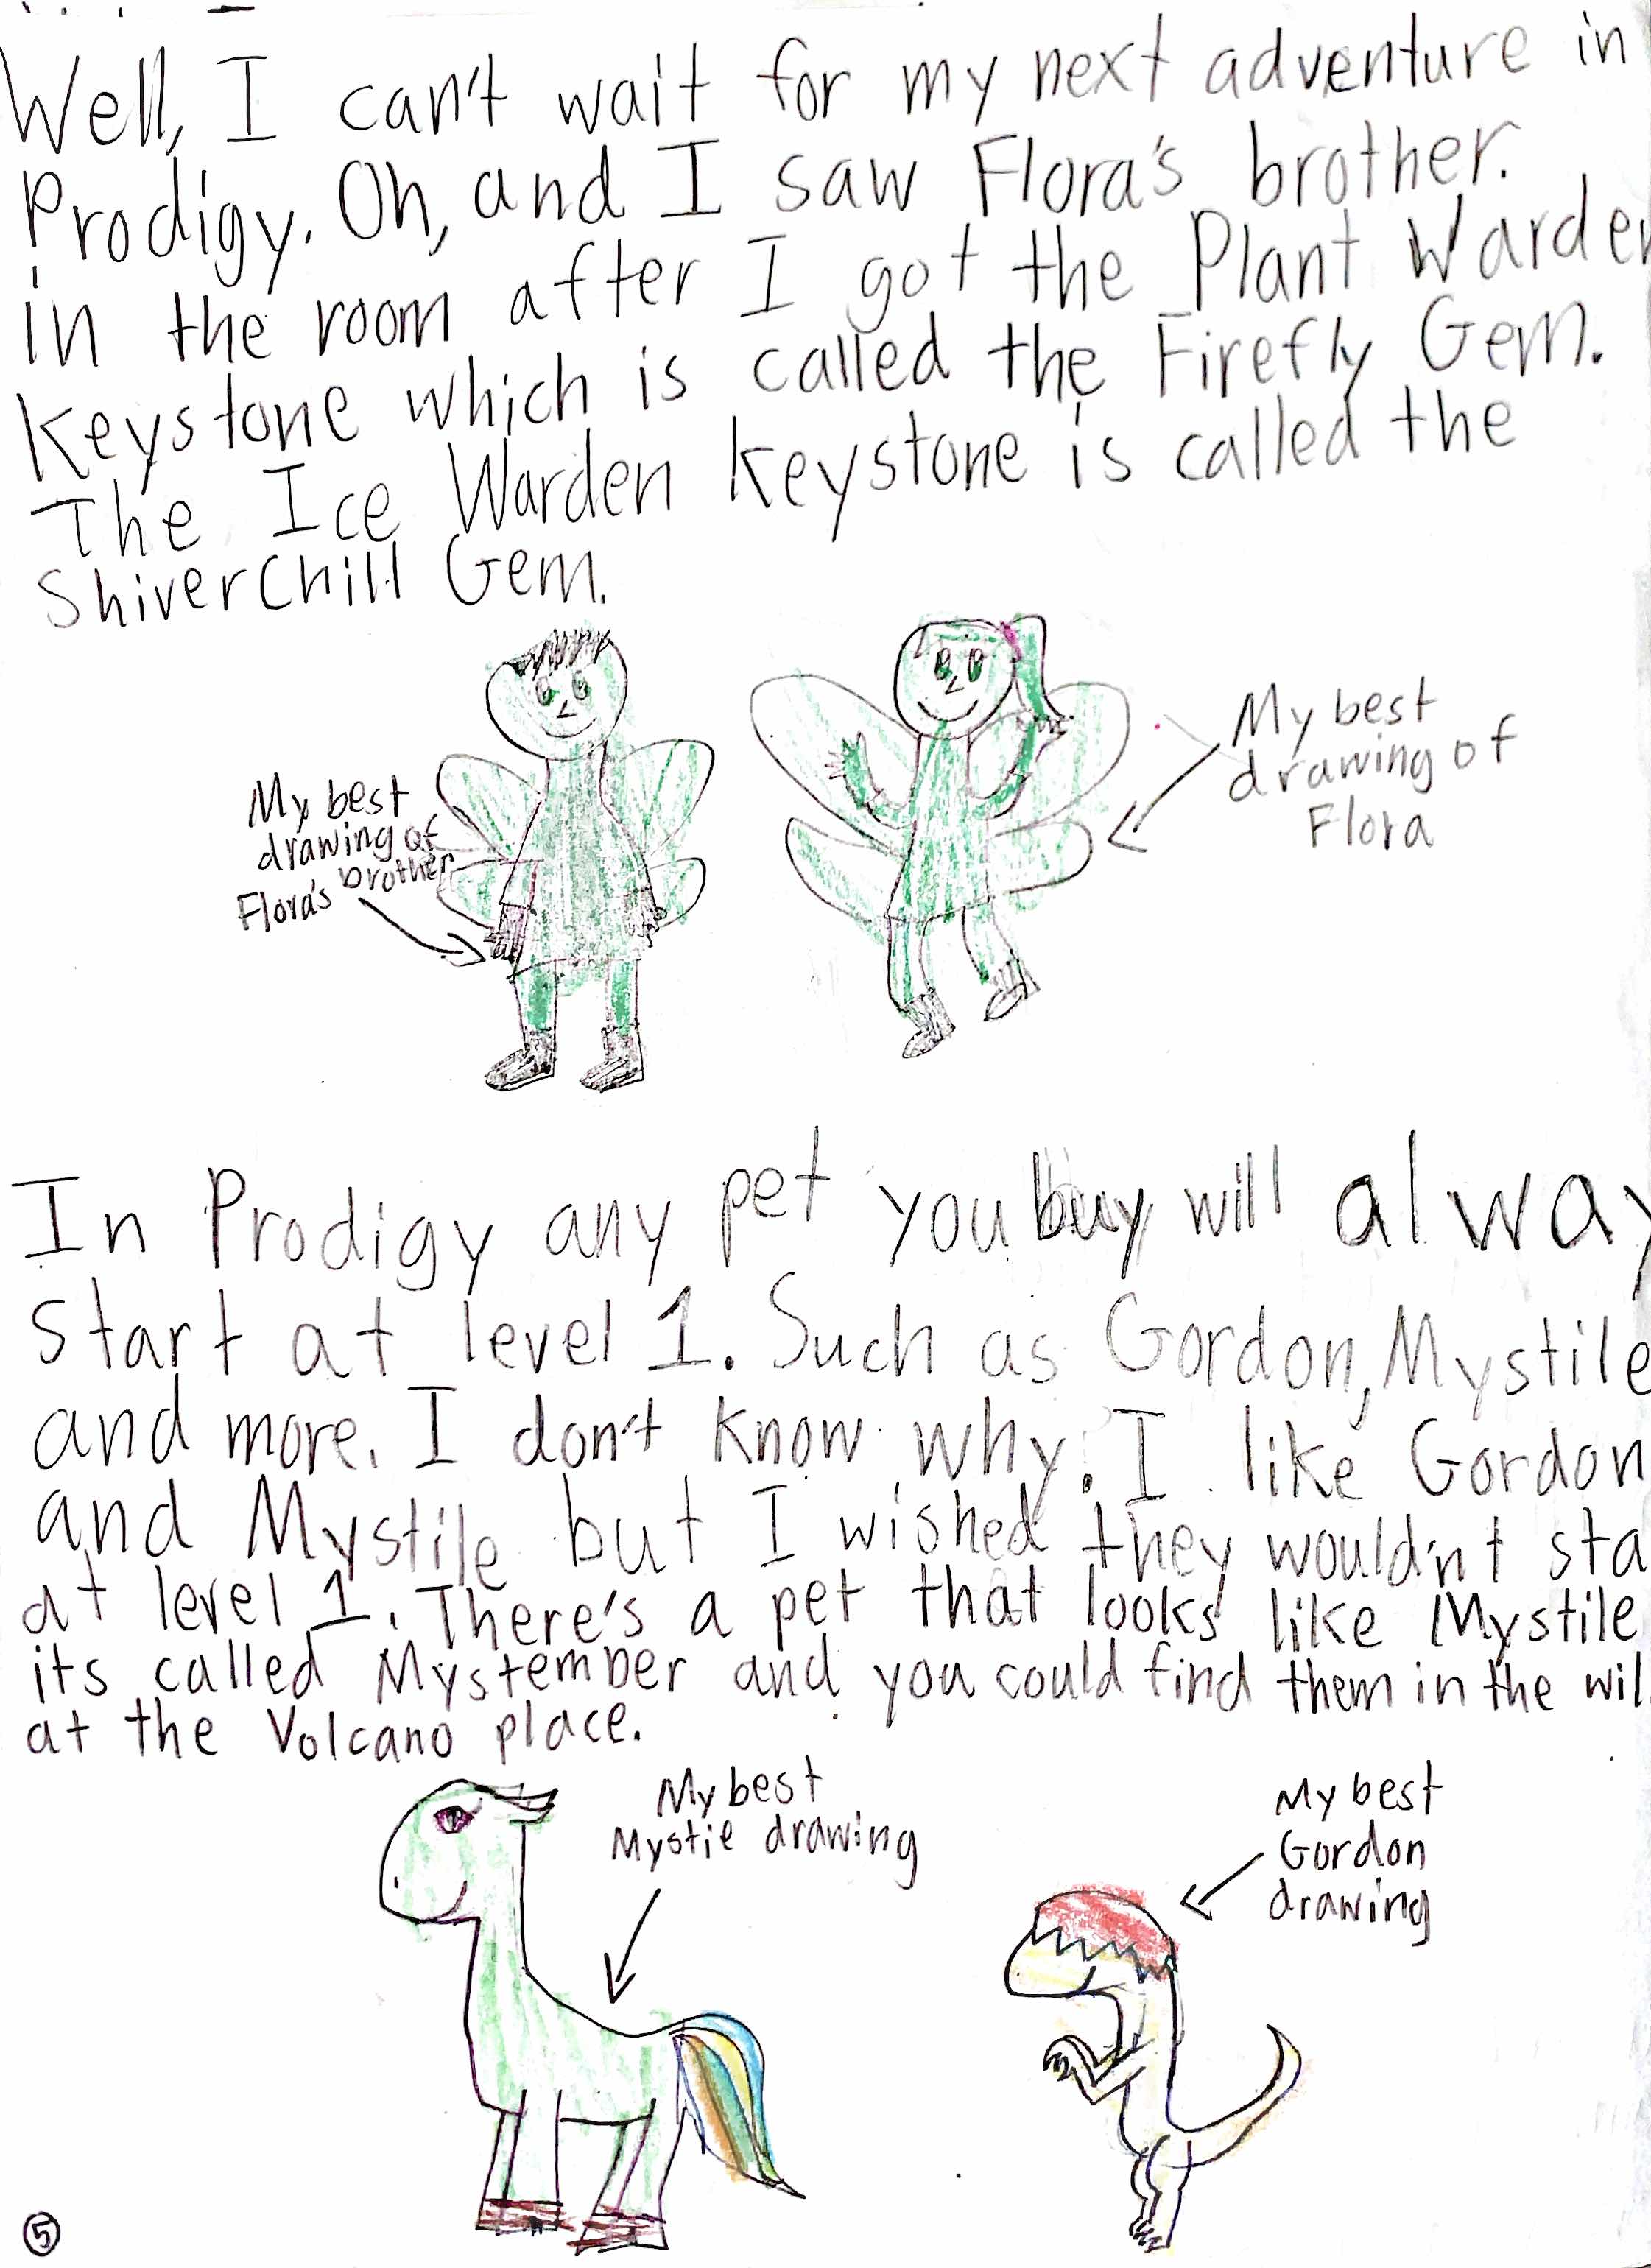 Well, I can't wait for my next adventure in
Prodigy. Oh, and I saw Flora's brother.
in the room after I got the Plant Warden
Keystone which is called the Firefly Gem.
The Ice Warden keystone is called the
ShiverChill Gem.
My best
drawing of
Flora's brother
My best
drawing of
Flora
In Prodigy any pet you buy will alway
Start at level 1. Such as Gordon, Mystile
and more. I don't know why. I like Gordon
and Mystile but I wished they wouldn't sta
at level 1. There's a pet that looks like Mystile
its called Mystember and you could find them in the wil
at the Volcano place.
My best
Mystie drawing
My best
Gordon
drawing
5